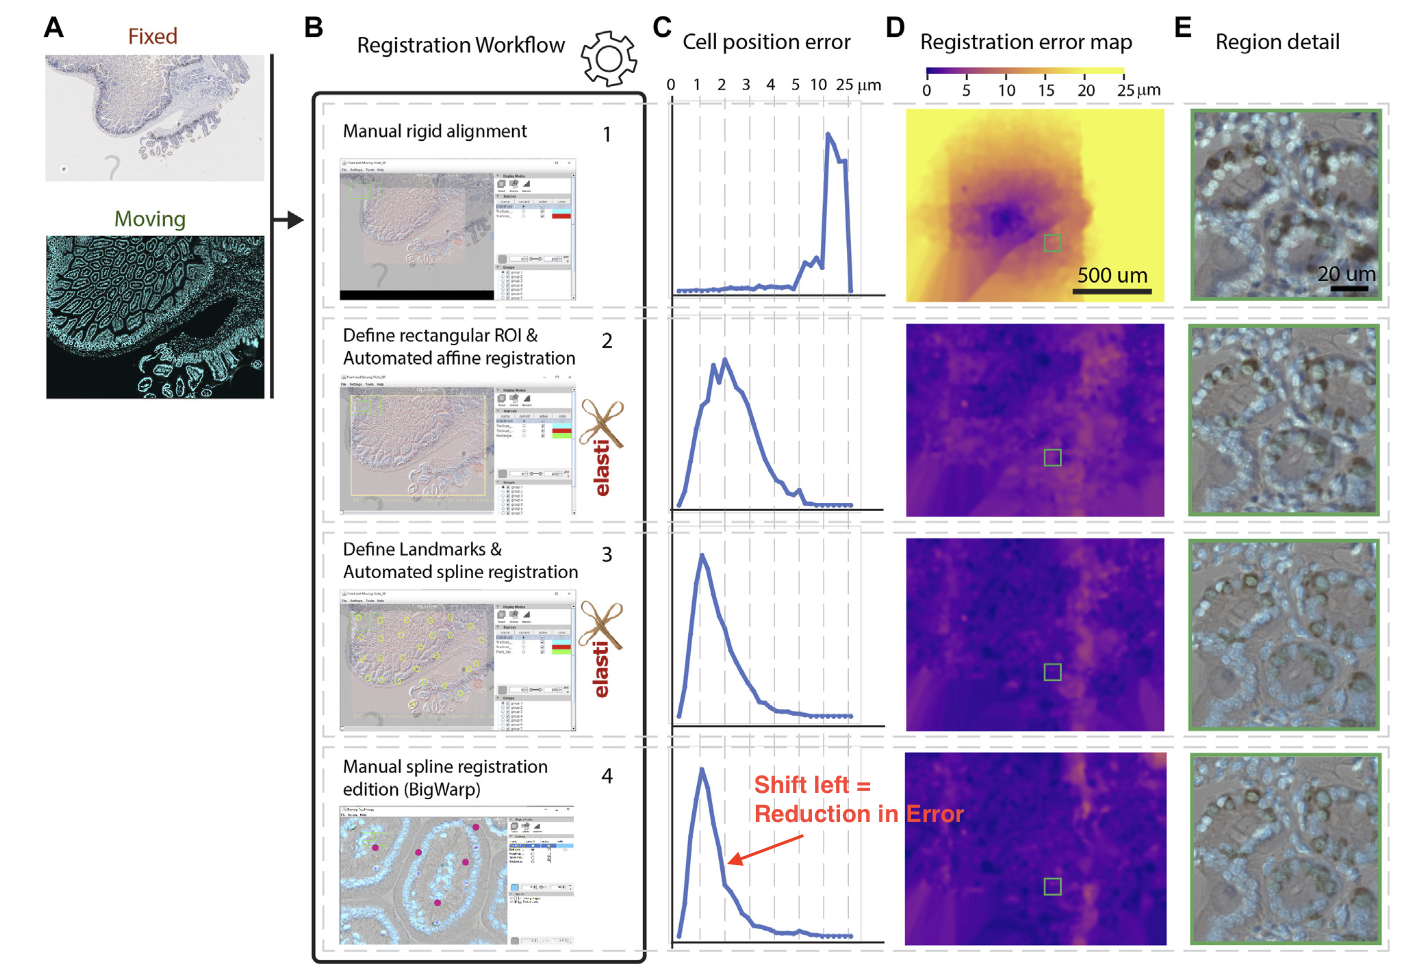 A
Fixed
Moving
B
Registration Workflow
C
Cell position error
0 1 2 3 4 5 10 25 μm
D
Registration error map
0 5 10 15 20 25 μm
E
Region detail
Manual rigid alignment
1
500 um
20 um
Define rectangular ROI &
Automated affine registration
2
elasti
Define Landmarks &
Automated spline registration
3
elasti
Manual spline registration
edition (BigWarp)
4
Shift left =
Reduction in Error